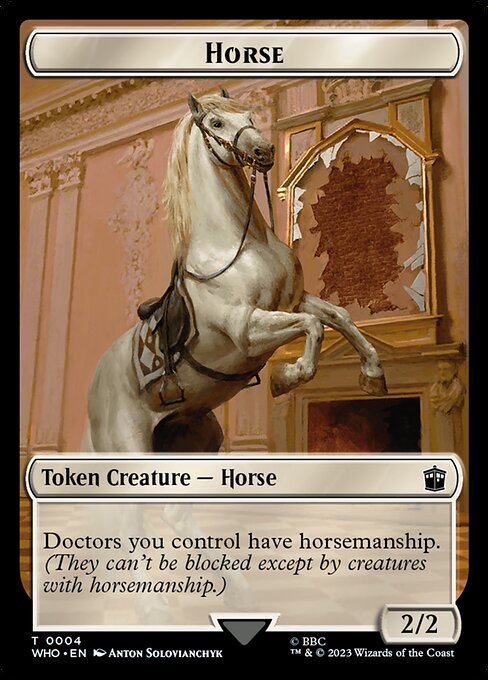 Horse
Token Creature — Horse
Doctors you control have horsemanship.
(They can't be blocked except by creatures
with horsemanship.)
2/2
T 0004
WHO • EN Anton Solovianchyk
© BBC
™ & © 2023 Wizards of the Coast